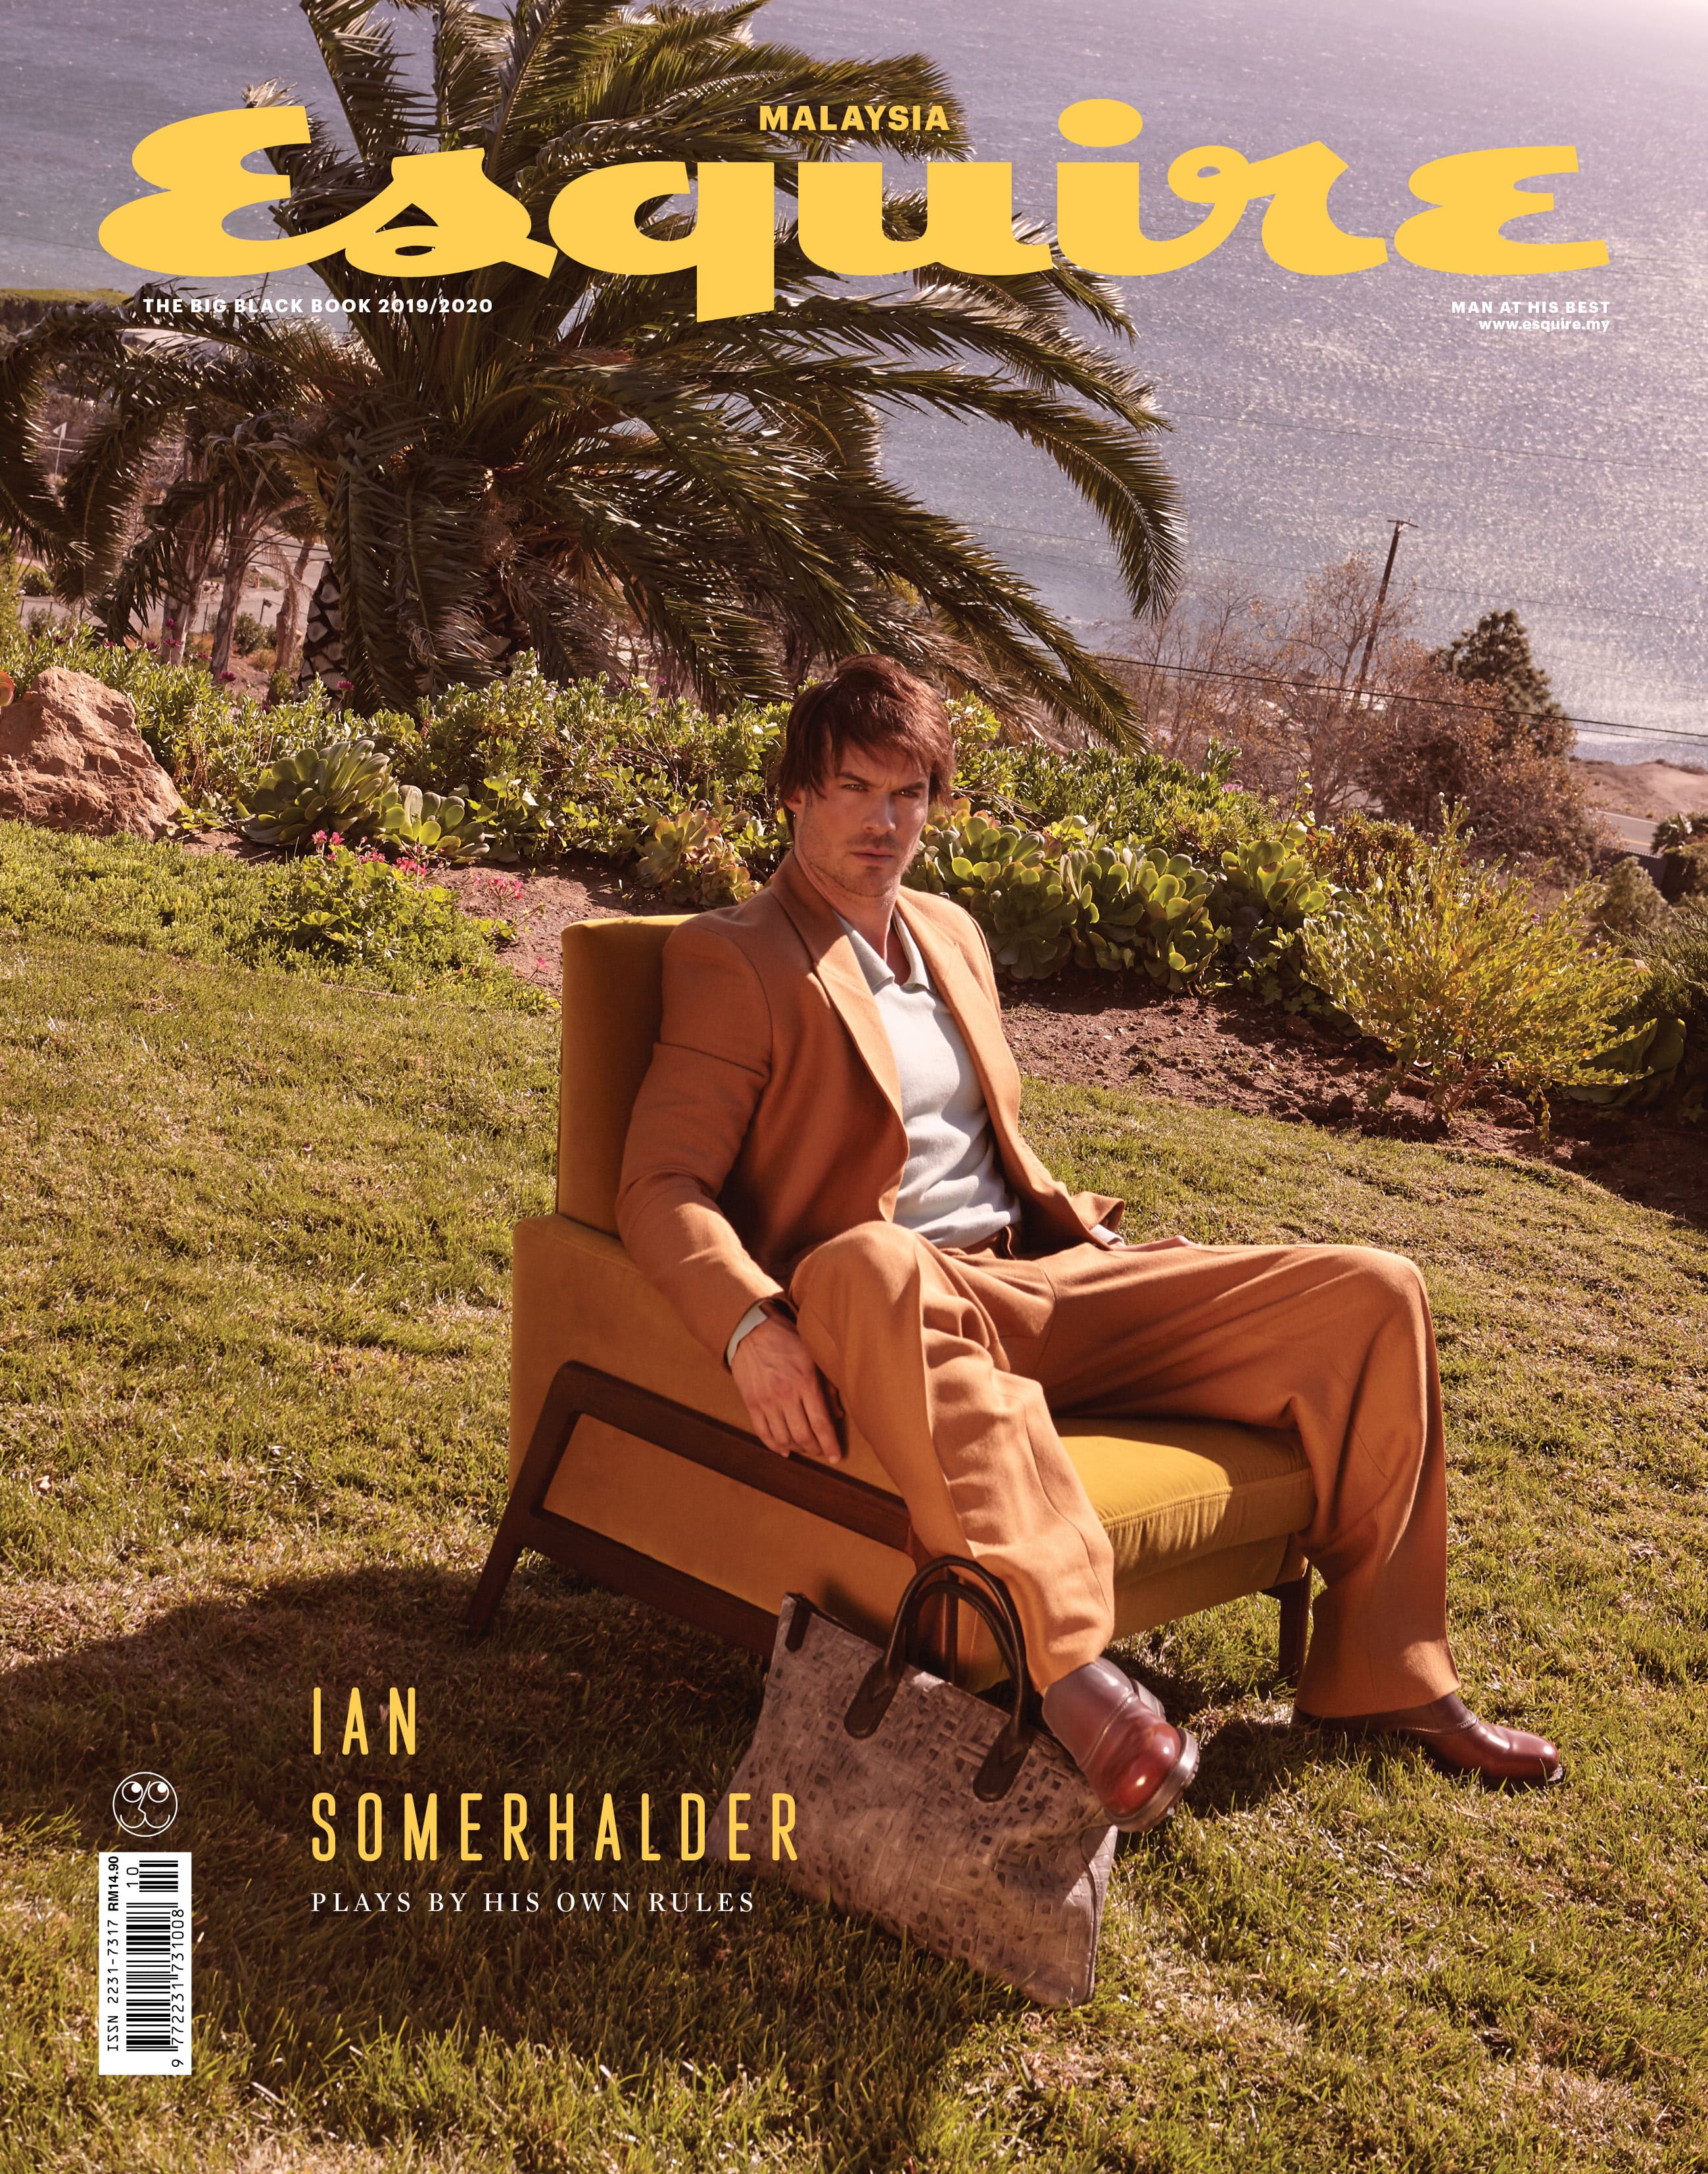 MALAYSIA
Esquire
THE BIG BLACK BOOK 2019/2020
MAN AT HIS BEST
www.esquire.my
IAN
SOMERHALDER
PLAYS BY HIS OWN RULES
ISSN 2231-7317 RM14.90
10
9 772231 731008